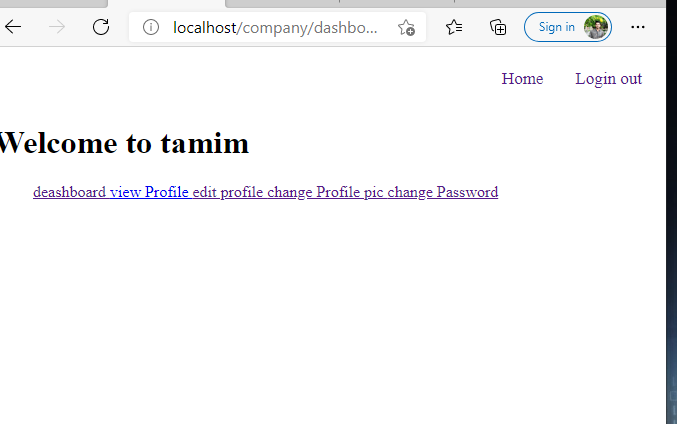 localhost/company/dashbo...
Sign in
Home Login out
Welcome to tamim
deashboard view Profile edit profile change Profile pic change Password